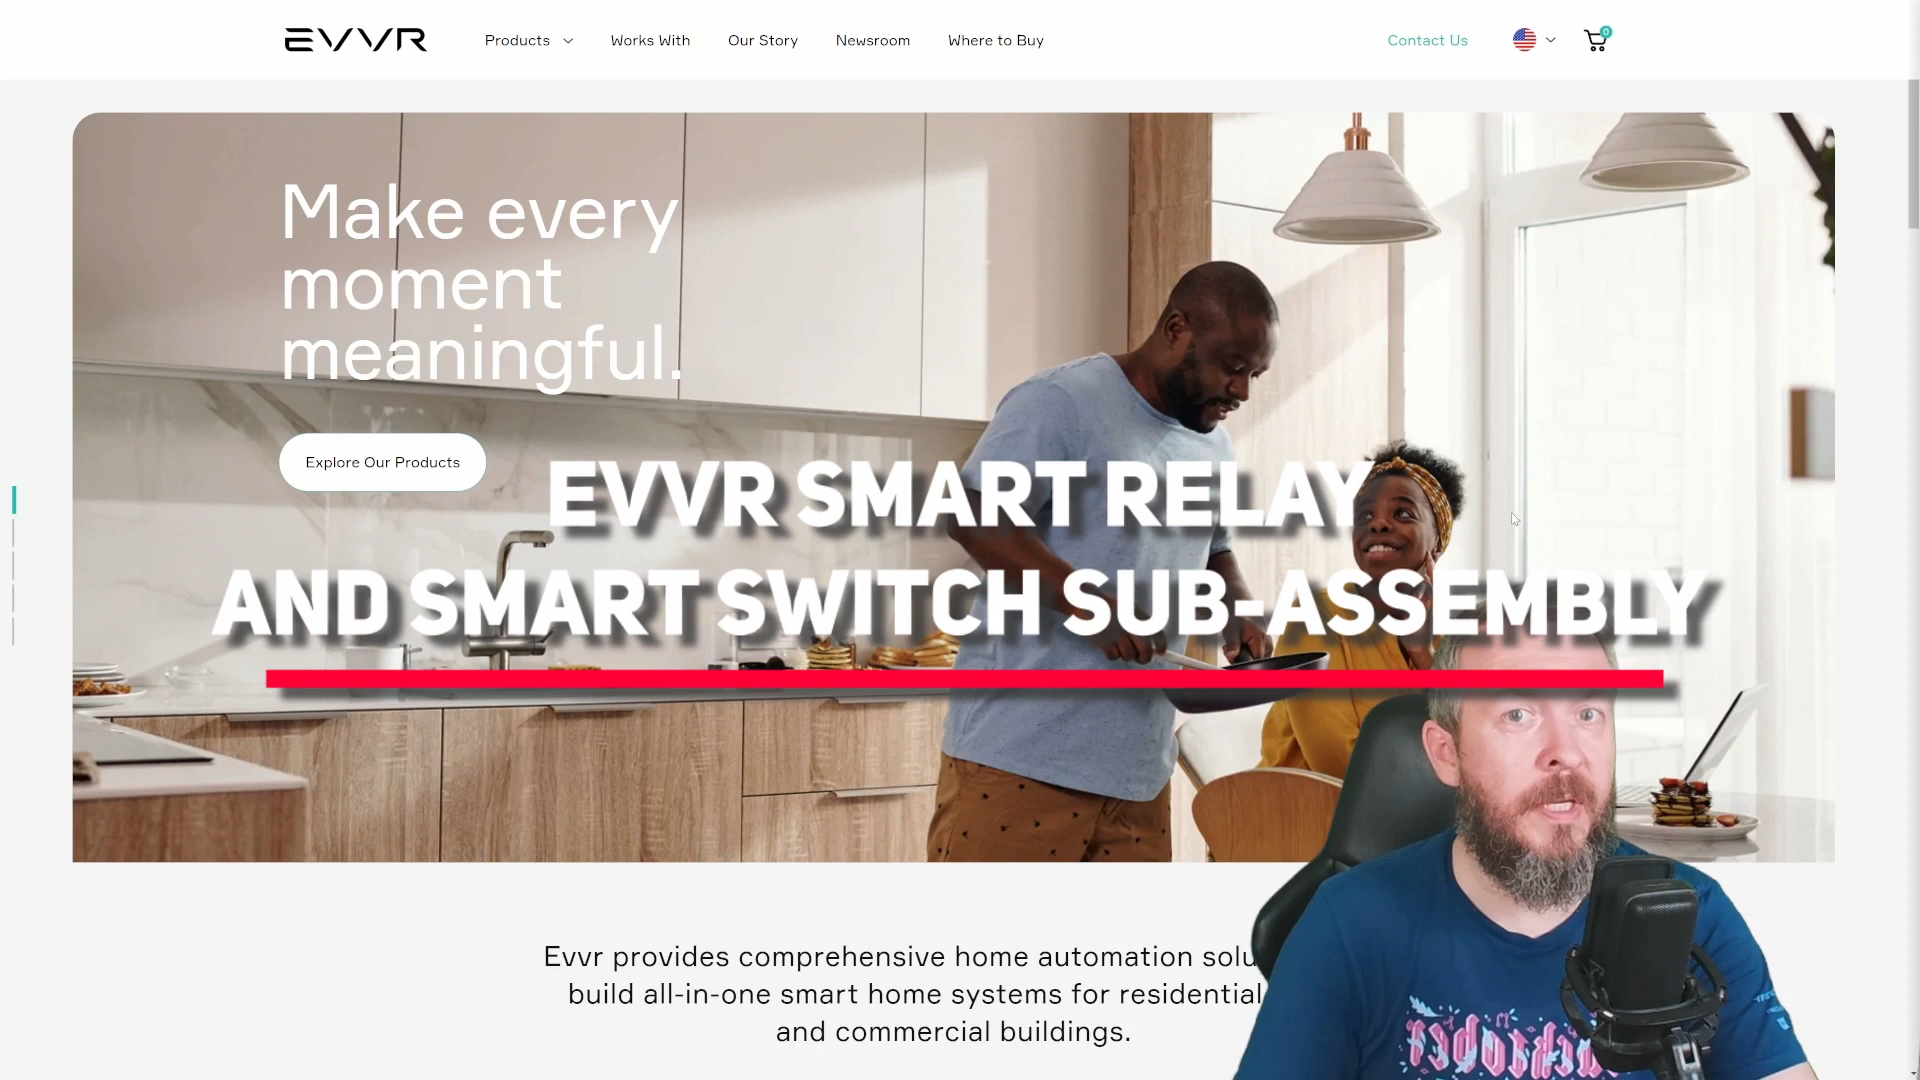 EVVR
Products
Works With
Our Story
Newsroom
Where to Buy
Contact Us
0
Make every
moment
meaningful.
Explore Our Products
EVVR SMART RELAY
AND SMART SWITCH SUB-ASSEMBLY
Evvr provides comprehensive home automation solu
build all-in-one smart home systems for residential
and commercial buildings.